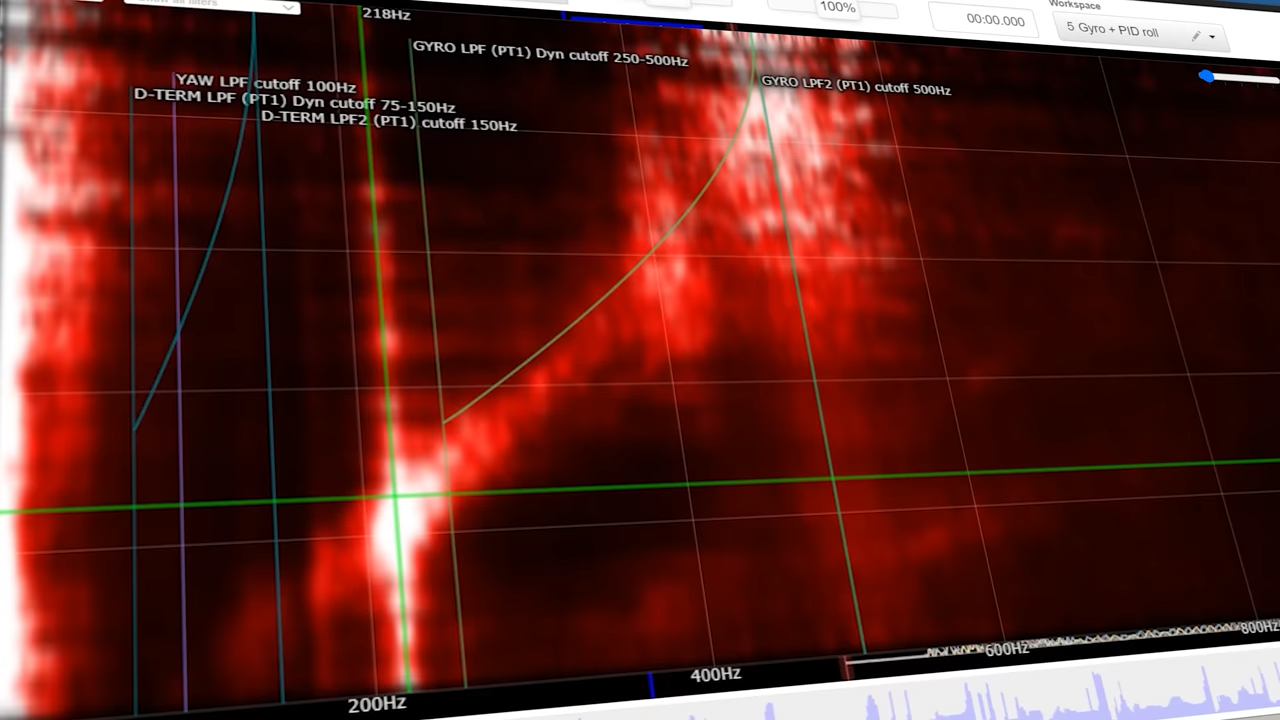 100%
00:00.000
Workspace
5 Gyro + PID roll
218Hz
GYRO LPF (PT1) Dyn cutoff 250-500Hz
GYRO LPF2 (PT1) cutoff 500Hz
YAW LPF cutoff 100Hz
D-TERM LPF (PT1) Dyn cutoff 75-150Hz
D-TERM LPF2 (PT1) cutoff 150Hz
200Hz
400Hz
600Hz
800Hz